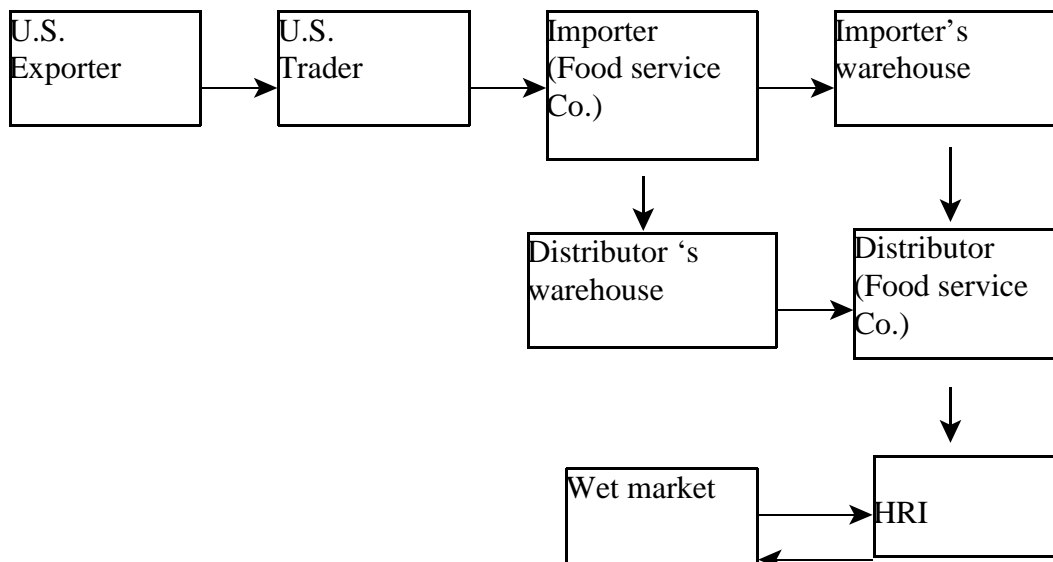 U.S.
Exporter
U.S.
Trader
Importer
(Food service
Co.)
Importer’s
warehouse
Distributor ‘s
warehouse
Distributor
(Food service
Co.)
Wet market
HRI